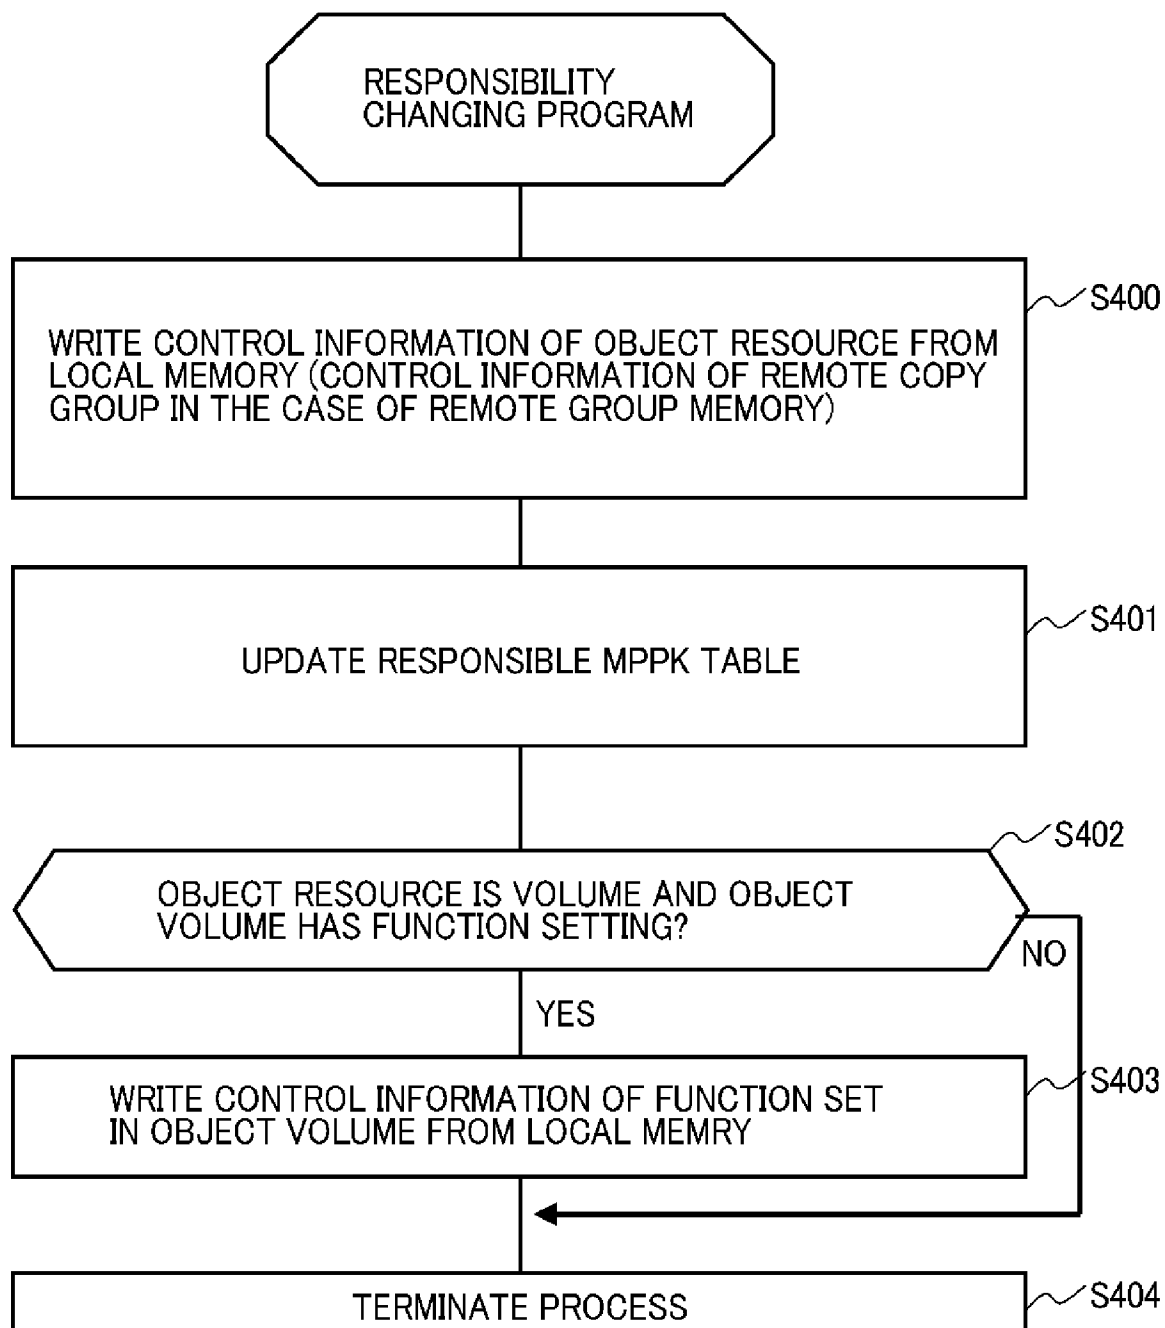 RESPONSIBILITY
CHANGING PROGRAM
S400
WRITE CONTROL INFORMATION OF OBJECT RESOURCE FROM
LOCAL MEMORY (CONTROL INFORMATION OF REMOTE COPY
GROUP IN THE CASE OF REMOTE GROUP MEMORY)
S401
UPDATE RESPONSIBLE MPPK TABLE
S402
OBJECT RESOURCE IS VOLUME AND OBJECT
VOLUME HAS FUNCTION SETTING?
NO
YES
S403
WRITE CONTROL INFORMATION OF FUNCTION SET
IN OBJECT VOLUME FROM LOCAL MEMRY
S404
TERMINATE PROCESS